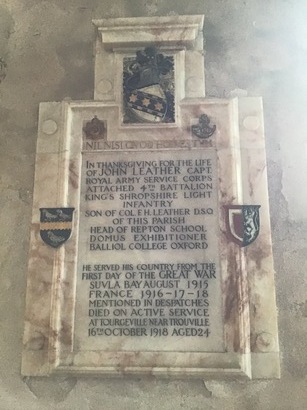 NIL NISI QUOD
IN THANKSGIVING FOR THE LIFE
OF JOHN LEATHER CAPT.
ROYAL ARMY SERVICE CORPS
ATTACHED 4TH BATTALION
KING'S SHROPSHIRE LIGHT
INFANTRY
SON OF COL. F.H. LEATHER D.S.O.
OF THIS PARISH
HEAD OF REPTON SCHOOL
DOMUS EXHIBITIONER
BALLIOL COLLEGE OXFORD
HE SERVED HIS COUNTRY FROM THE
FIRST DAY OF THE GREAT WAR
SUVLA BAY AUGUST 1915
FRANCE 1916-17-18
MENTIONED IN DESPATCHES
DIED ON ACTIVE SERVICE
AT TOURGEVILLE NEAR TROUVILLE
16TH OCTOBER 1918 AGED 24